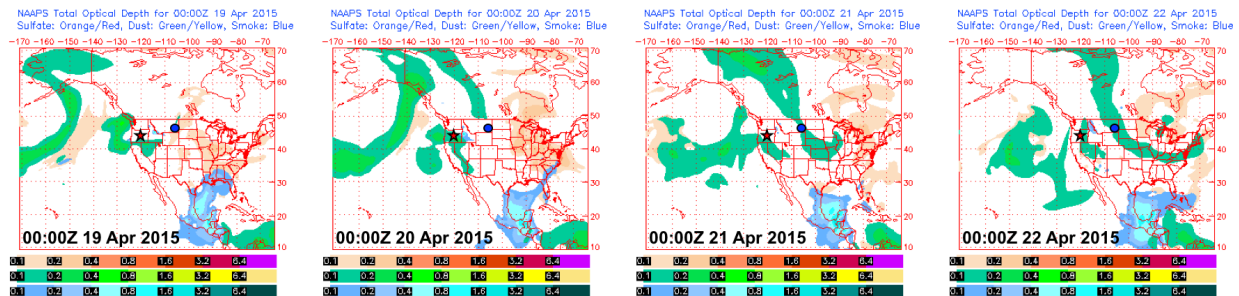 NAAPS Total Optical Depth for 00:00Z 19 Apr 2015
Sulfate: Orange/Red, Dust: Green/Yellow, Smoke: Blue
-170 -160 -150 -140 -130 -120 -110 -100 -90 -80 -70
70
60
50
40
30
20
10
00:00Z 19 Apr 2015
0.1 0.2 0.4 0.8 1.6 3.2 6.4
0.1 0.2 0.4 0.8 1.6 3.2 6.4
0.1 0.2 0.4 0.8 1.6 3.2 6.4
NAAPS Total Optical Depth for 00:00Z 20 Apr 2015
Sulfate: Orange/Red, Dust: Green/Yellow, Smoke: Blue
-170 -160 -150 -140 -130 -120 -110 -100 -90 -80 -70
70
60
50
40
30
20
10
00:00Z 20 Apr 2015
0.1 0.2 0.4 0.8 1.6 3.2 6.4
0.1 0.2 0.4 0.8 1.6 3.2 6.4
0.1 0.2 0.4 0.8 1.6 3.2 6.4
NAAPS Total Optical Depth for 00:00Z 21 Apr 2015
Sulfate: Orange/Red, Dust: Green/Yellow, Smoke: Blue
-170 -160 -150 -140 -130 -120 -110 -100 -90 -80 -70
70
60
50
40
30
20
10
00:00Z 21 Apr 2015
0.1 0.2 0.4 0.8 1.6 3.2 6.4
0.1 0.2 0.4 0.8 1.6 3.2 6.4
0.1 0.2 0.4 0.8 1.6 3.2 6.4
NAAPS Total Optical Depth for 00:00Z 22 Apr 2015
Sulfate: Orange/Red, Dust: Green/Yellow, Smoke: Blue
-170 -160 -150 -140 -130 -120 -110 -100 -90 -80 -70
70
60
50
40
30
20
10
00:00Z 22 Apr 2015
0.1 0.2 0.4 0.8 1.6 3.2 6.4
0.1 0.2 0.4 0.8 1.6 3.2 6.4
0.1 0.2 0.4 0.8 1.6 3.2 6.4